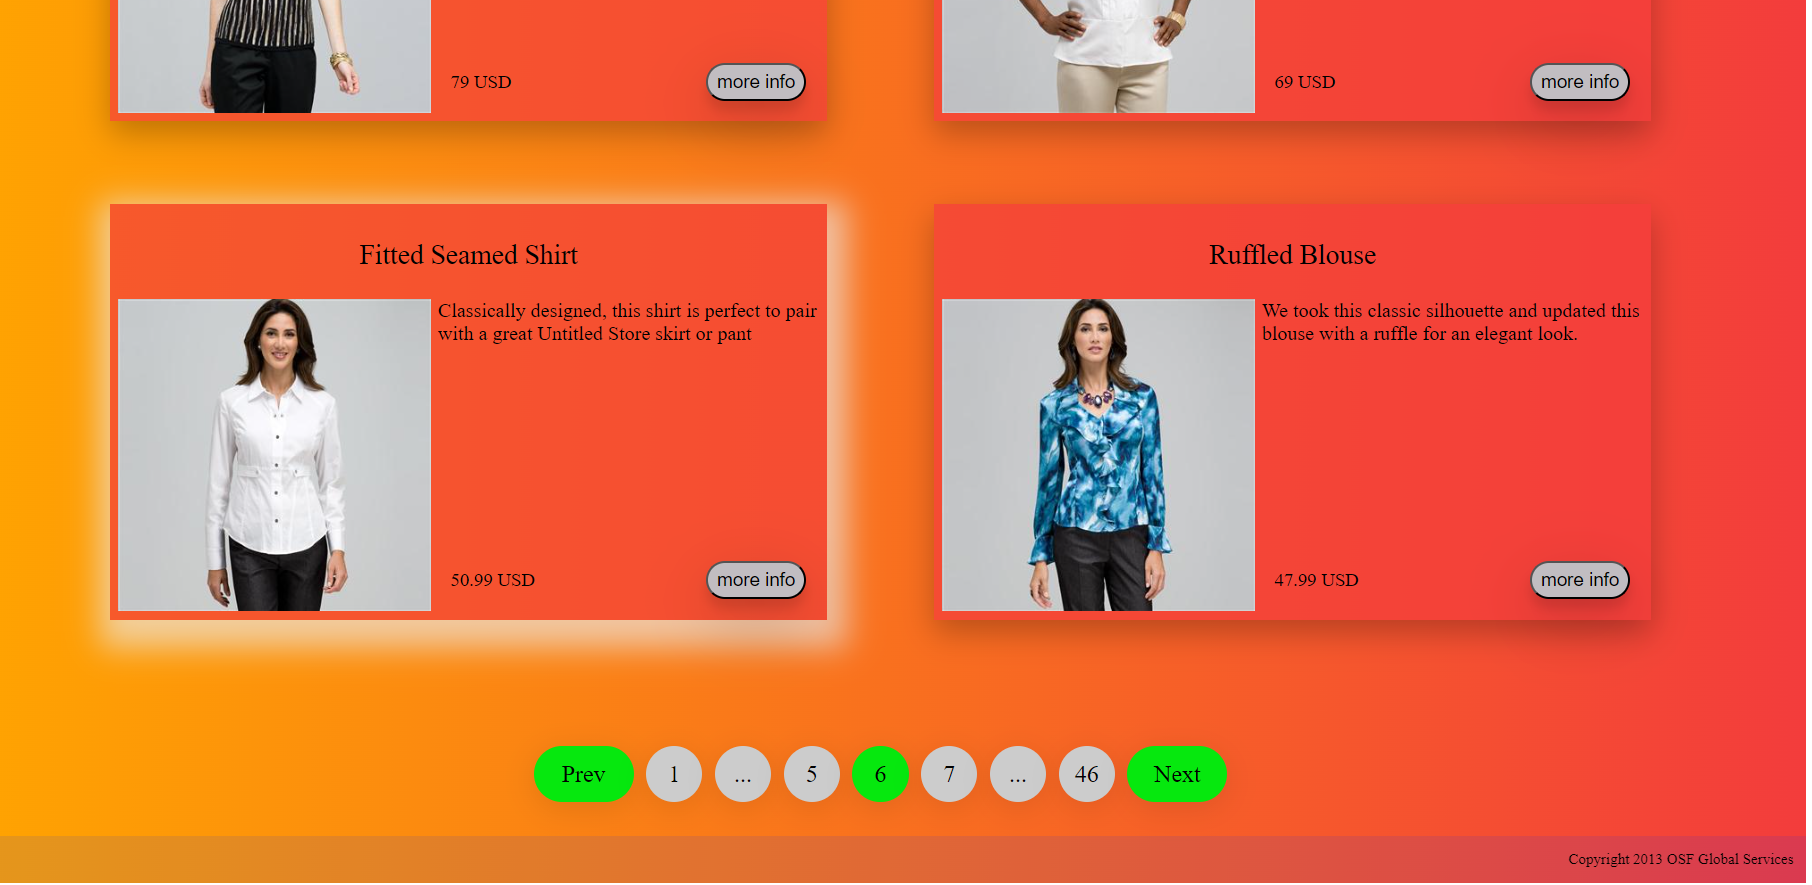 79 USD
more info
69 USD
more info
Fitted Seamed Shirt
Classically designed, this shirt is perfect to pair
with a great Untitled Store skirt or pant
50.99 USD
more info
Ruffled Blouse
We took this classic silhouette and updated this
blouse with a ruffle for an elegant look.
47.99 USD
more info
Prev 1 ... 5 6 7 ... 46 Next
Copyright 2013 OSF Global Services